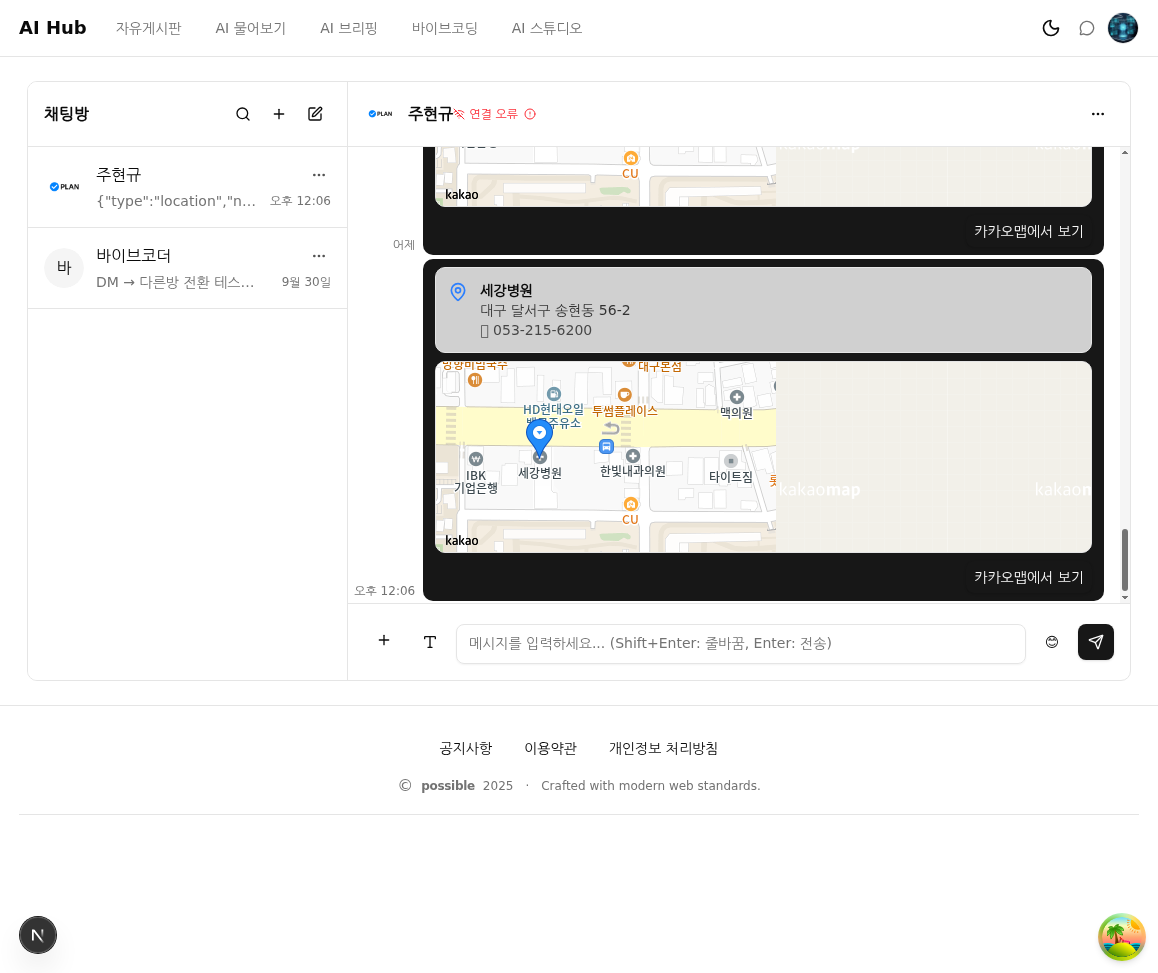 AI Hub
자유게시판
AI 물어보기
AI 브리핑
바이브코딩
AI 스튜디오
채팅방
PLAN
주현규
{"type":"location","n...
오후 12:06
바
바이브코더
DM → 다른방 전환 테스...
9월 30일
PLAN
주현규
연결 오류
CU
kakao
카카오맵에서 보기
어제
세강병원
대구 달서구 송현동 56-2
053-215-6200
대구본점
HD현대오일
투썸플레이스
맥의원
IBK
기업은행
세강병원
한빛내과의원
타이트짐
CU
kakaomap
kakaom
kakao
카카오맵에서 보기
오후 12:06
T
메시지를 입력하세요... (Shift+Enter: 줄바꿈, Enter: 전송)
공지사항
이용약관
개인정보 처리방침
© possible 2025 · Crafted with modern web standards.
N